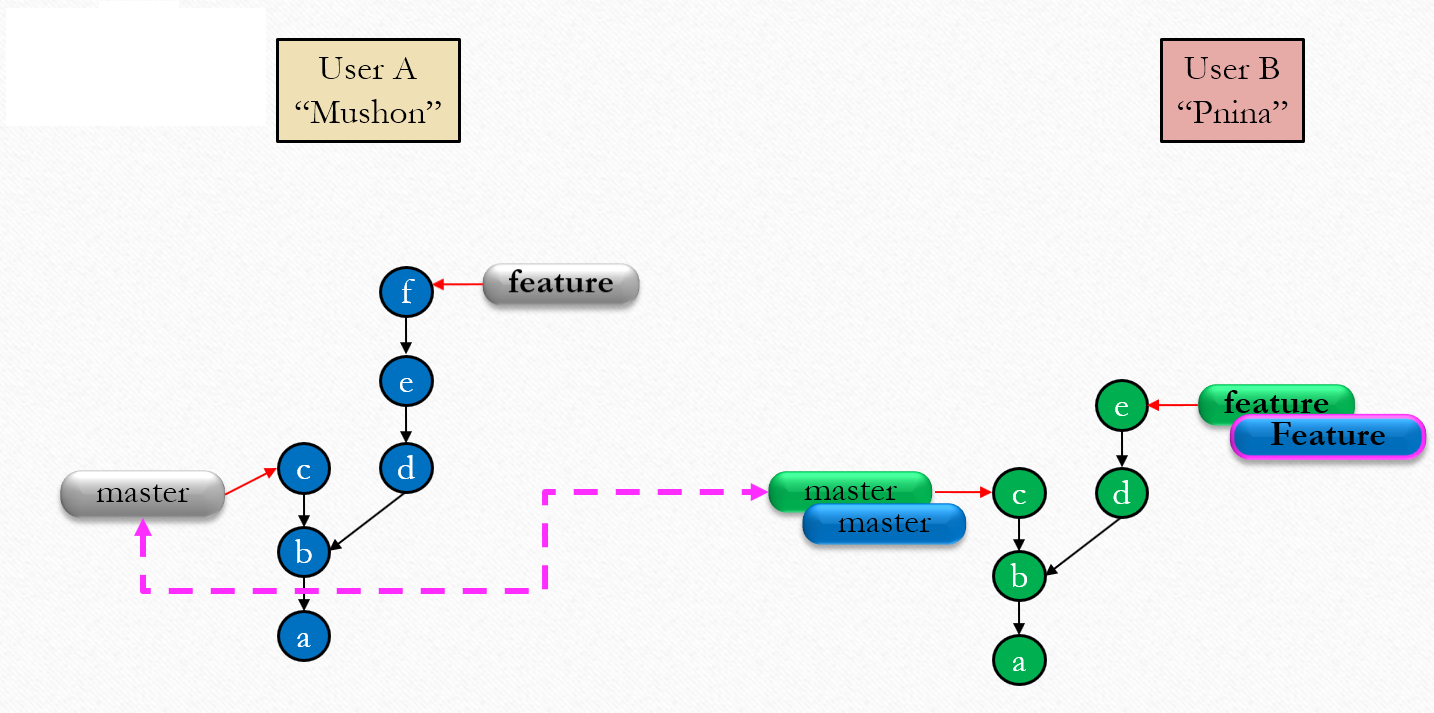 User A
“Mushon”
User B
“Pnina”
f
feature
e
e
feature
Feature
c
d
master
master
c
d
master
b
b
a
a